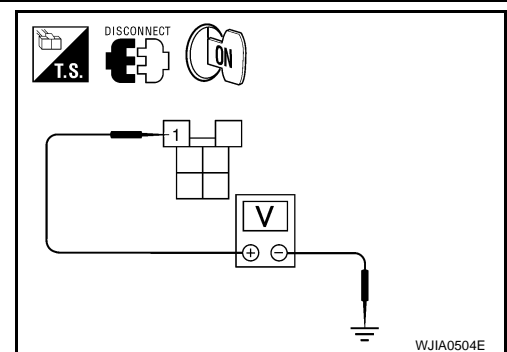 DISCONNECT
T.S.
ON
1
V
+ −
WJIA0504E